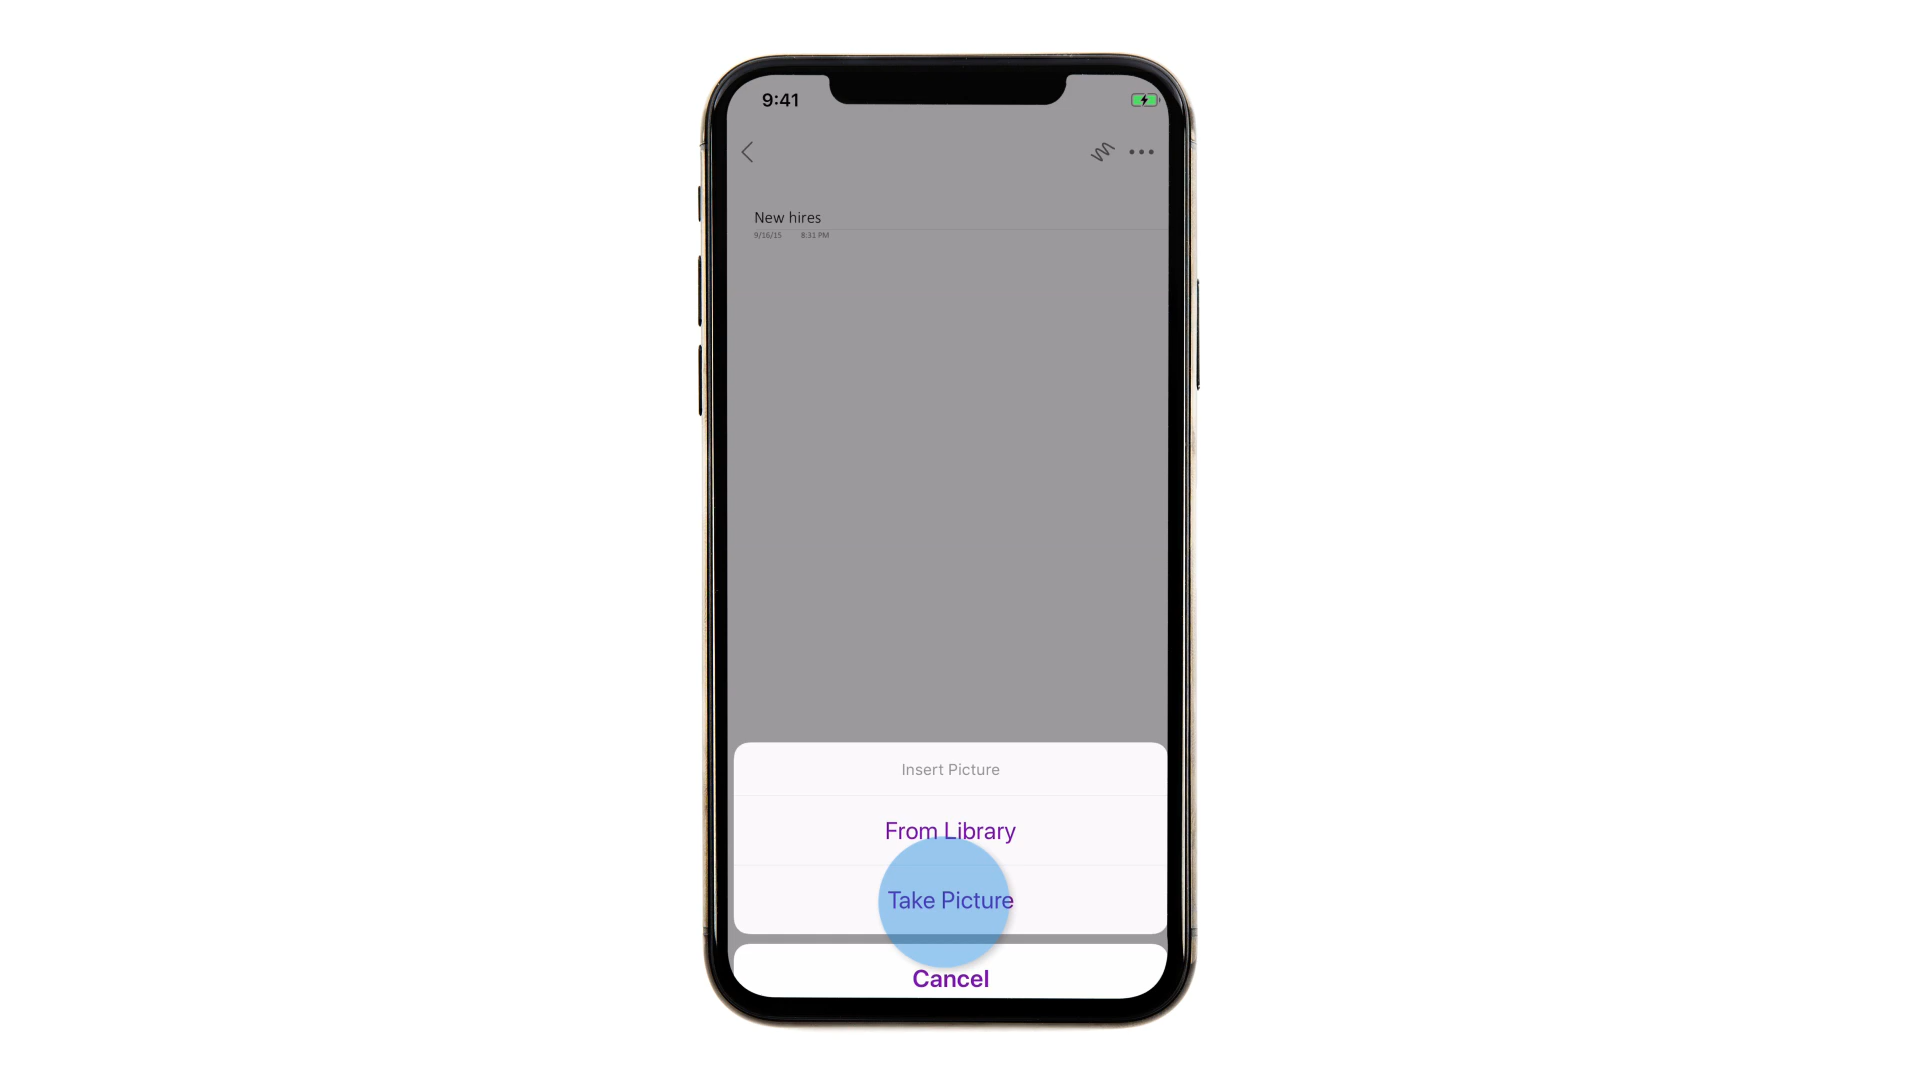 9:41
New hires
9/16/15 8:31 PM
Insert Picture
From Library
Take Picture
Cancel